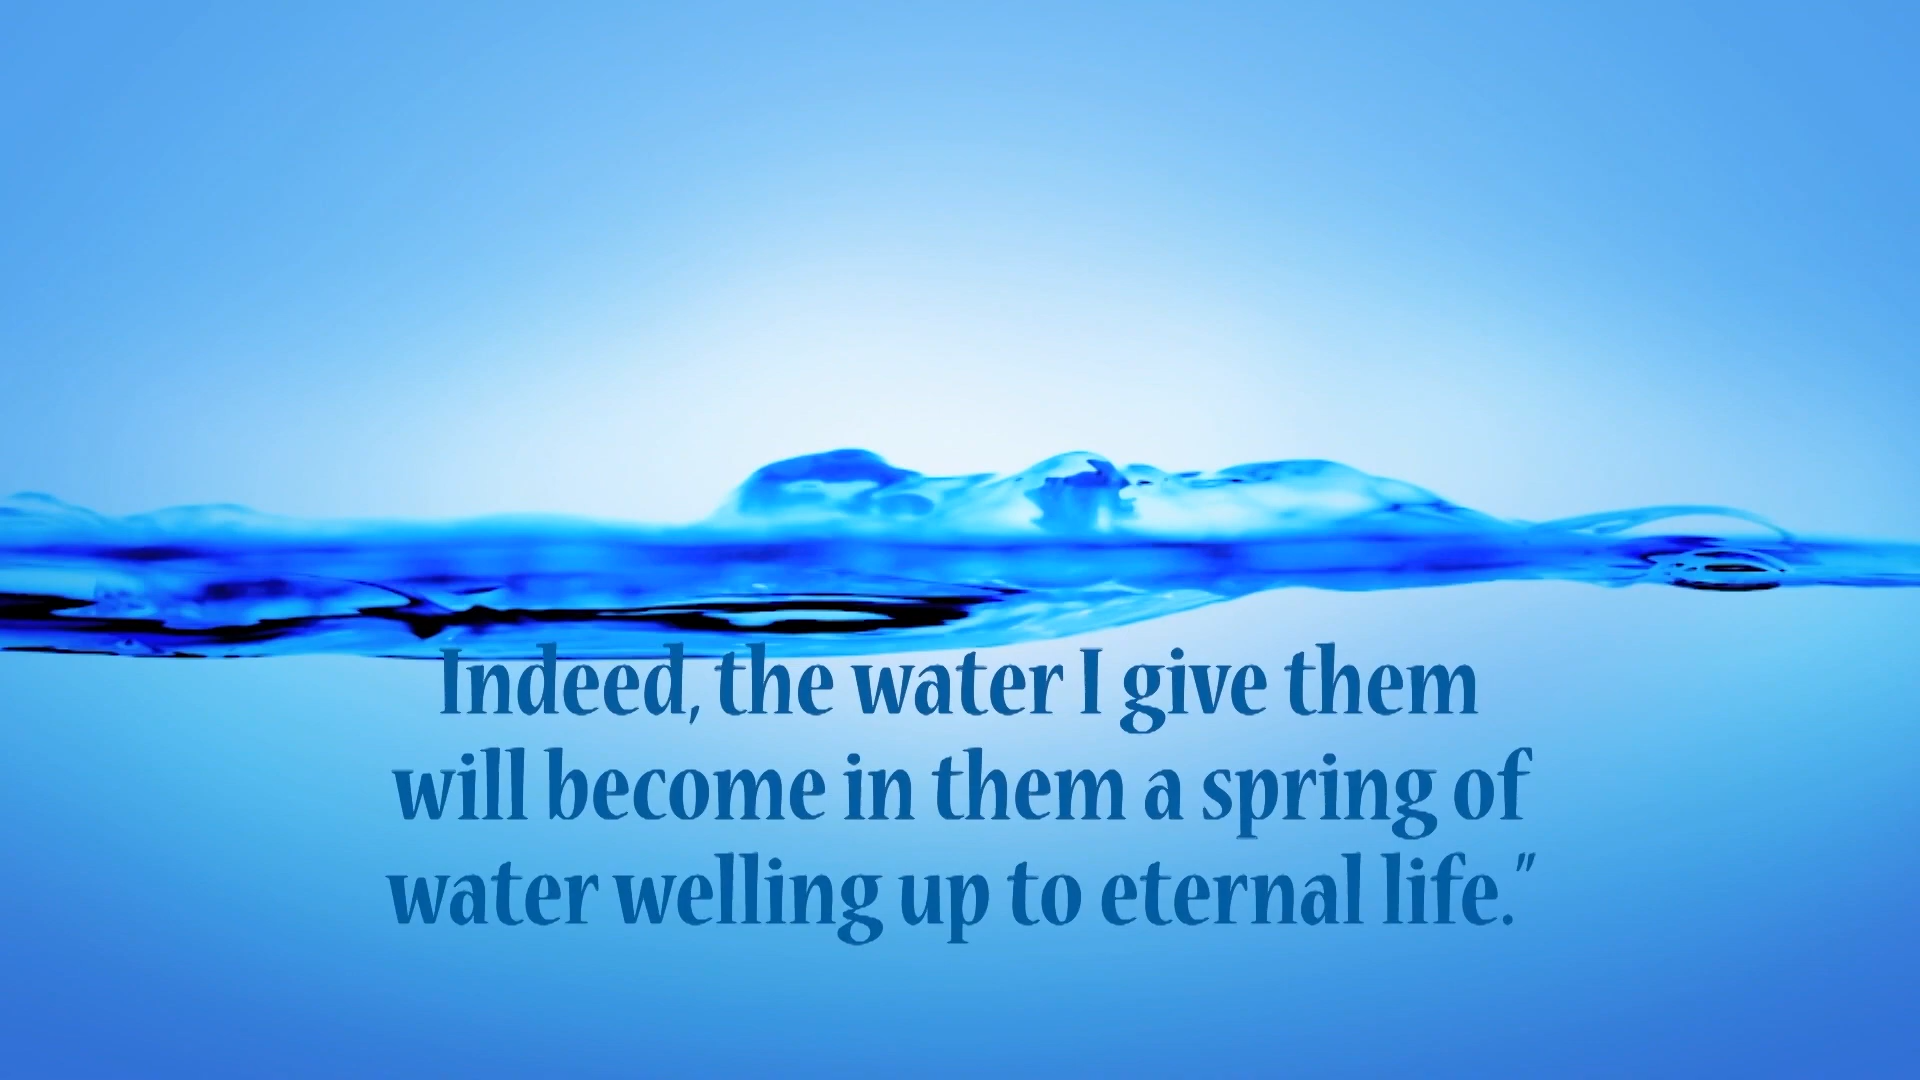 Indeed, the water I give them
will become in them a spring of
water welling up to eternal life."